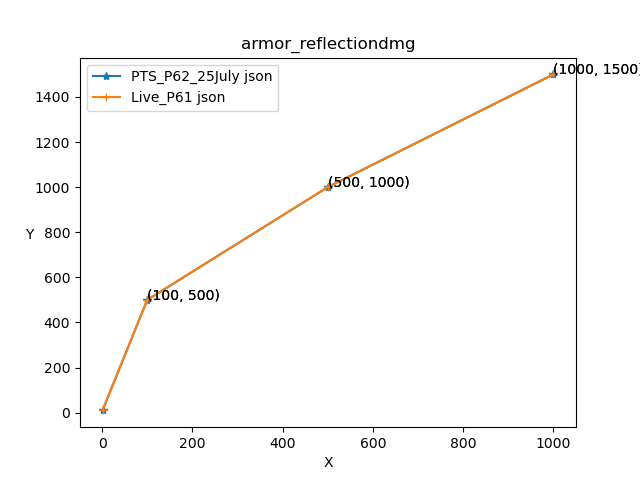 armor_reflectiondmg
PTS_P62_25July json
Live_P61 json
(1000, 1500)
(500, 1000)
(100, 500)
1400
1200
1000
800
600
400
200
0
Y
0 200 400 600 800 1000
X